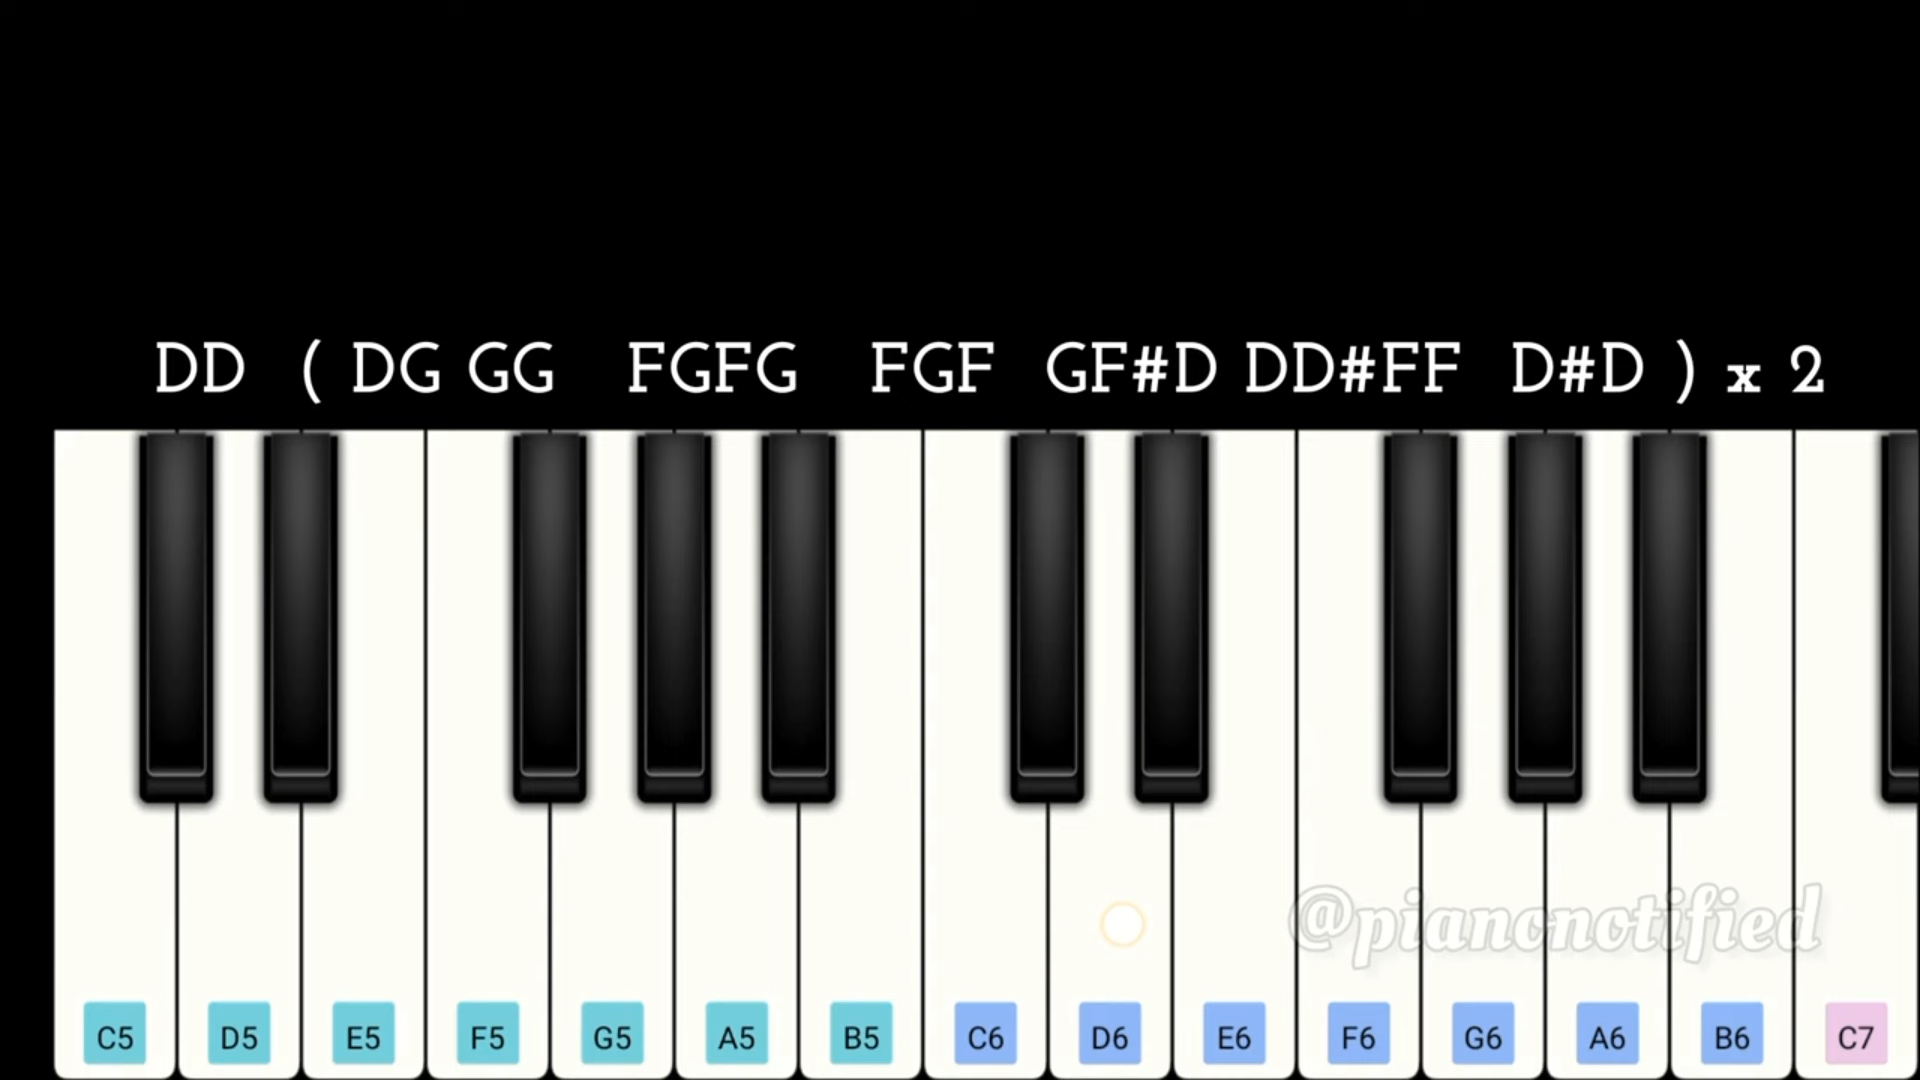 DD ( DG GG FGFG FGF GF#D DD#FF D#D ) x 2
@pianonotified
C5 D5 E5 F5 G5 A5 B5 C6 D6 E6 F6 G6 A6 B6 C7